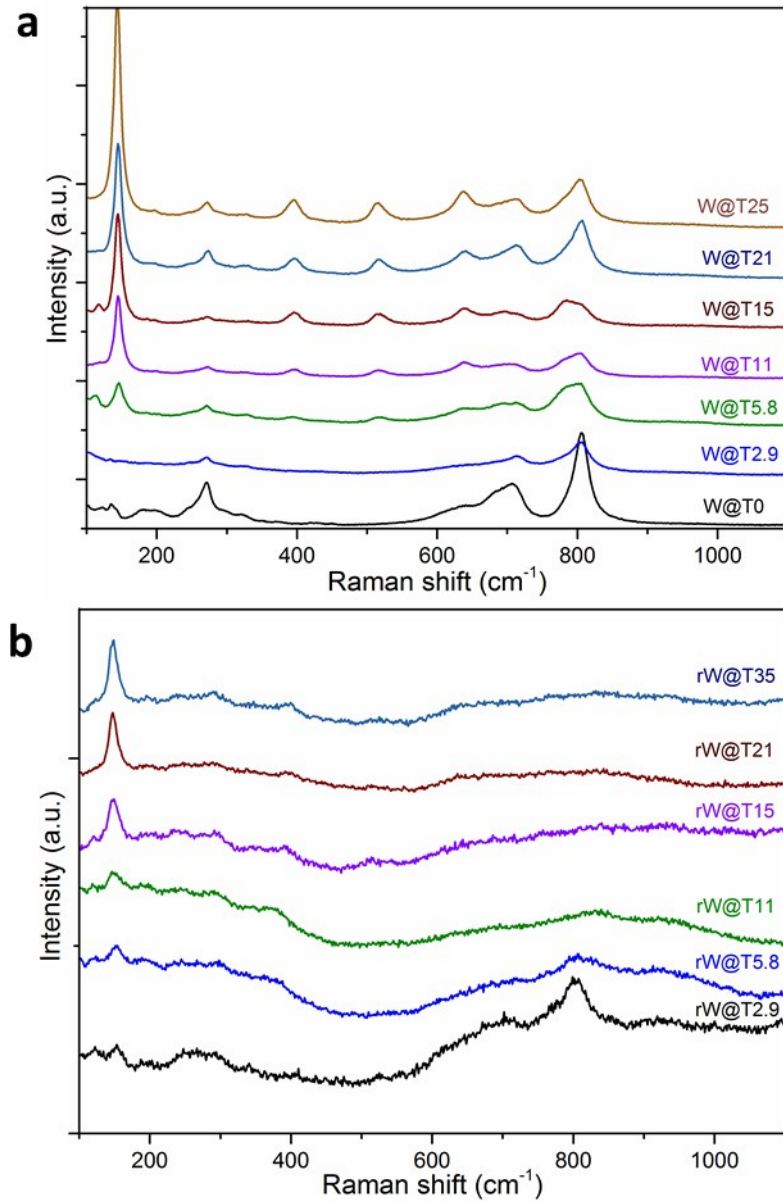 a
Intensity (a.u.)
W@T25
W@T21
W@T15
W@T11
W@T5.8
W@T2.9
W@T0
200 400 600 800 1000
Raman shift (cm⁻¹)
b
Intensity (a.u.)
rW@T35
rW@T21
rW@T15
rW@T11
rW@T5.8
rW@T2.9
200 400 600 800 1000
Raman shift (cm⁻¹)